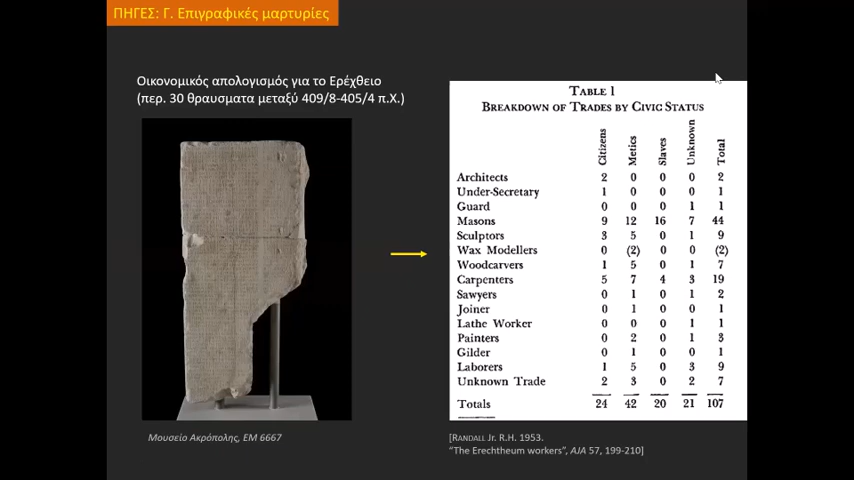 ΠΗΓΕΣ: Γ. Επιγραφικές μαρτυρίες
Οικονομικός απολογισμός για το Ερέχθειο
(περ. 30 θραυσματα μεταξύ 409/8-405/4 π.Χ.)
Μουσείο Ακρόπολης, EM 6667
TABLE 1
BREAKDOWN OF TRADES BY CIVIC STATUS
Citizens Metics Slaves Unknown Total
Architects 2 0 0 0 2
Under-Secretary 1 0 0 0 1
Guard 0 0 0 1 1
Masons 9 12 16 7 44
Sculptors 3 5 0 1 9
Wax Modellers 0 (2) 0 0 (2)
Woodcarvers 1 5 0 1 7
Carpenters 5 7 4 3 19
Sawyers 0 1 0 1 2
Joiner 0 1 0 0 1
Lathe Worker 0 0 0 1 1
Painters 0 2 0 1 3
Gilder 0 1 0 0 1
Laborers 1 5 0 3 9
Unknown Trade 2 3 0 2 7
Totals 24 42 20 21 107
[RANDALL Jr. R.H. 1953.
“The Erechtheum workers”, AJA 57, 199-210]